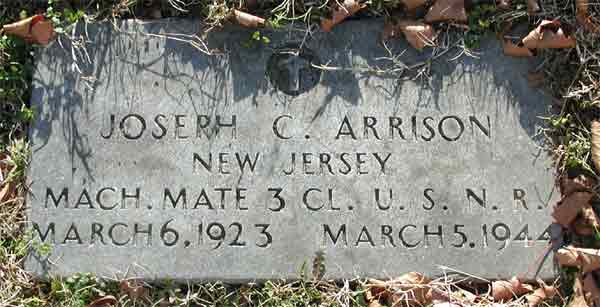 JOSEPH C. ARRISON
NEW JERSEY
MACH. MATE 3 CL. U. S. N. R.
MARCH 6, 1923 MARCH 5, 1944